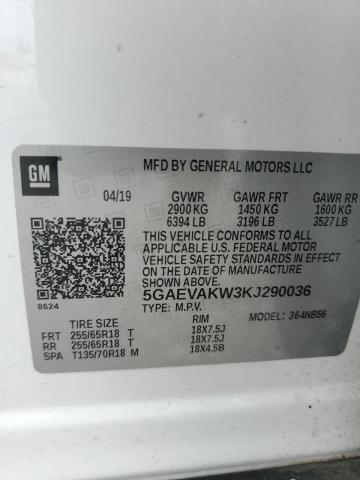 GM
MFD BY GENERAL MOTORS LLC
04/19 GVWR GAWR FRT GAWR RR
2900 KG 1450 KG 1600 KG
6394 LB 3196 LB 3527 LB
THIS VEHICLE CONFORMS TO ALL APPLICABLE
U.S. FEDERAL MOTOR
VEHICLE SAFETY STANDARDS
IN EFFECT ON THE DATE OF MANUFACTURE
SHOWN ABOVE.
8624
5GAEVAKW3KJ290036
TYPE: M.P.V. MODEL: 364NB56
TIRE SIZE RIM
FRT 255/65R18 T 18X7.5J
RR 255/65R18 T 18X7.5J
SPA T135/70R18 M 18X4.5B